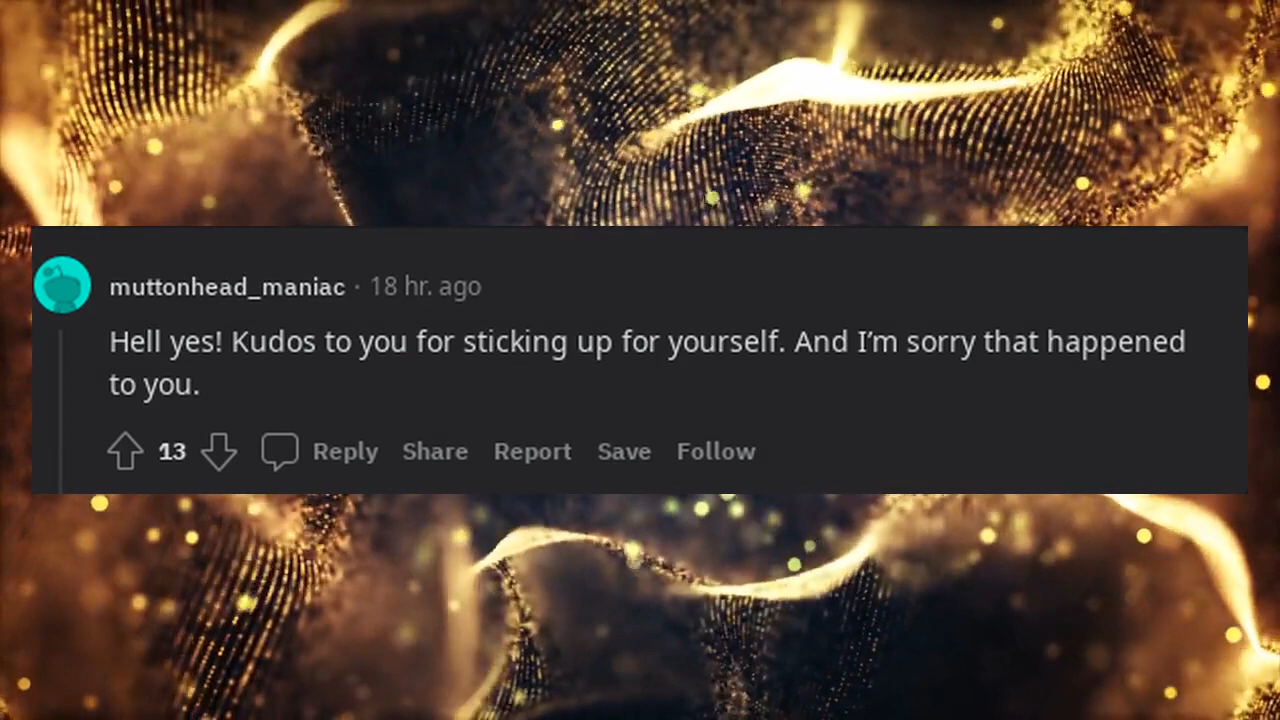 muttonhead_maniac · 18 hr. ago
Hell yes! Kudos to you for sticking up for yourself. And I’m sorry that happened
to you.
13 Reply Share Report Save Follow